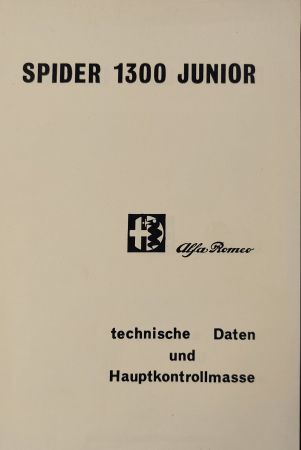 SPIDER 1300 JUNIOR
Alfa Romeo
technische Daten
und
Hauptkontrollmasse